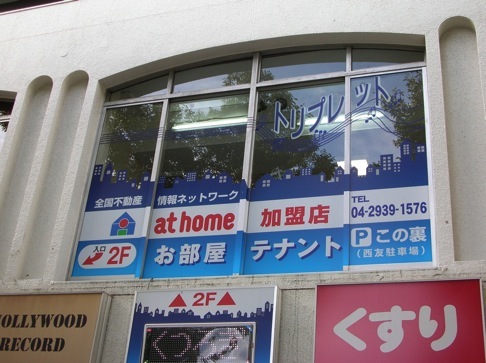 トリプレット
全国不動産 情報ネットワーク
at home 加盟店
TEL
04-2939-1576
入口 2F
お部屋 テナント
P この裏
(西友駐車場)
HOLLYWOOD
RECORD
▲2F▲
くすり